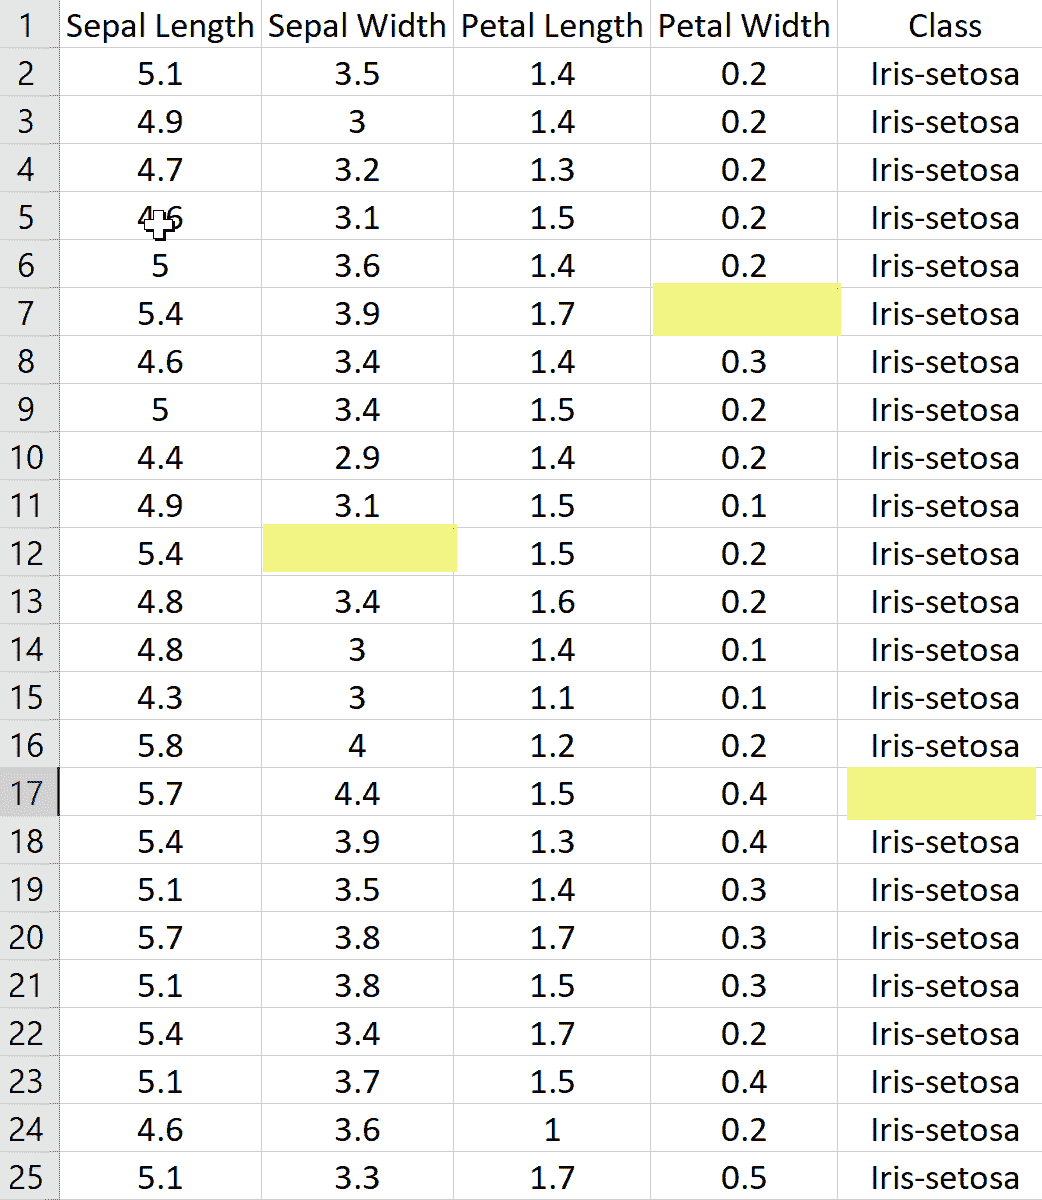 1 Sepal Length Sepal Width Petal Length Petal Width Class
2 5.1 3.5 1.4 0.2 Iris-setosa
3 4.9 3 1.4 0.2 Iris-setosa
4 4.7 3.2 1.3 0.2 Iris-setosa
5 4.6 3.1 1.5 0.2 Iris-setosa
6 5 3.6 1.4 0.2 Iris-setosa
7 5.4 3.9 1.7 Iris-setosa
8 4.6 3.4 1.4 0.3 Iris-setosa
9 5 3.4 1.5 0.2 Iris-setosa
10 4.4 2.9 1.4 0.2 Iris-setosa
11 4.9 3.1 1.5 0.1 Iris-setosa
12 5.4 1.5 0.2 Iris-setosa
13 4.8 3.4 1.6 0.2 Iris-setosa
14 4.8 3 1.4 0.1 Iris-setosa
15 4.3 3 1.1 0.1 Iris-setosa
16 5.8 4 1.2 0.2 Iris-setosa
17 5.7 4.4 1.5 0.4
18 5.4 3.9 1.3 0.4 Iris-setosa
19 5.1 3.5 1.4 0.3 Iris-setosa
20 5.7 3.8 1.7 0.3 Iris-setosa
21 5.1 3.8 1.5 0.3 Iris-setosa
22 5.4 3.4 1.7 0.2 Iris-setosa
23 5.1 3.7 1.5 0.4 Iris-setosa
24 4.6 3.6 1 0.2 Iris-setosa
25 5.1 3.3 1.7 0.5 Iris-setosa